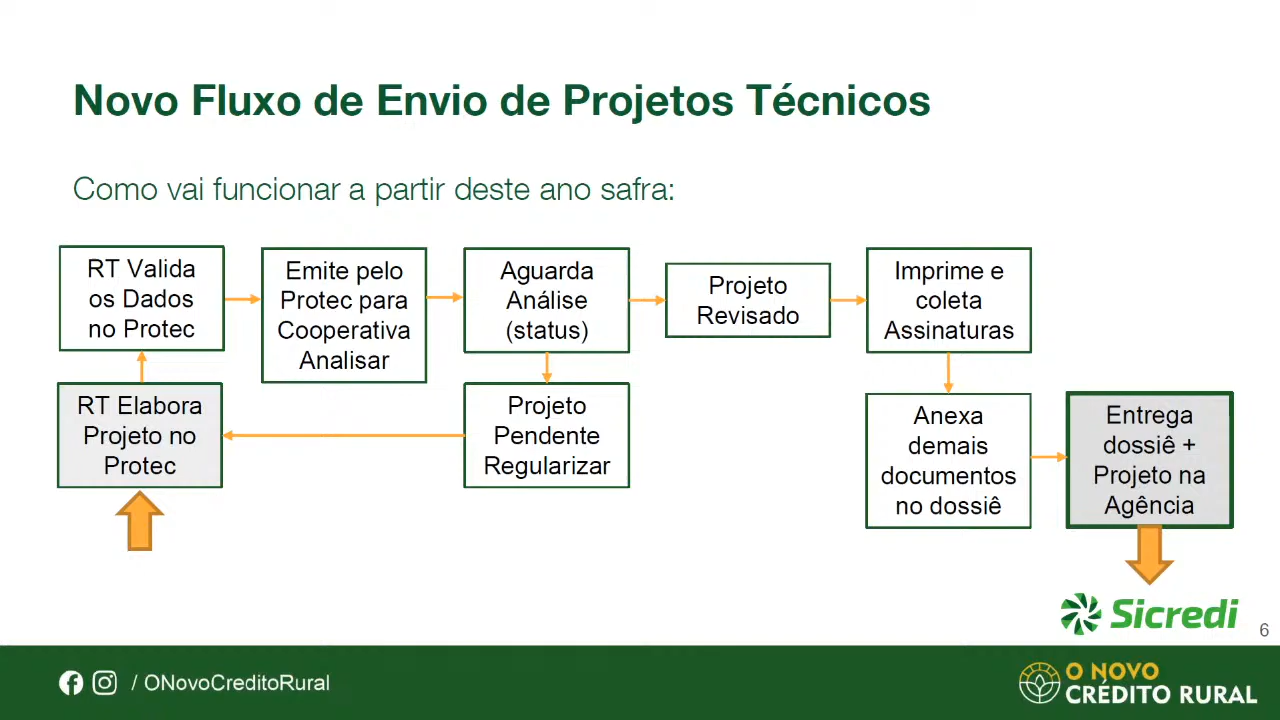 Novo Fluxo de Envio de Projetos Técnicos
Como vai funcionar a partir deste ano safra:
RT Valida
os Dados
no Protec
Emite pelo
Protec para
Cooperativa
Analisar
Aguarda
Análise
(status)
Projeto
Revisado
Imprime e
coleta
Assinaturas
RT Elabora
Projeto no
Protec
Projeto
Pendente
Regularizar
Anexa
demais
documentos
no dossiê
Entrega
dossiê +
Projeto na
Agência
Sicredi
6
/ ONovoCreditoRural
O NOVO
CRÉDITO RURAL